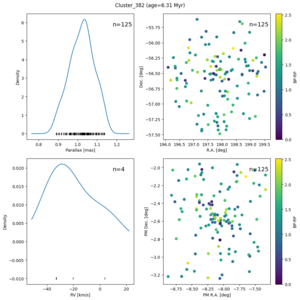 Cluster_382 (age=6.31 Myr)
n=125
Density
6
5
4
3
2
1
0
0.8 0.9 1.0 1.1 1.2
Parallax [mas]
n=125
Dec. [deg]
-55.75
-56.00
-56.25
-56.50
-56.75
-57.00
-57.25
-57.50
196.0 196.5 197.0 197.5 198.0 198.5 199.0 199.5
R.A. [deg]
2.5
2.0
1.5
1.0
0.5
0.0
BP-RP
n=4
Density
0.020
0.015
0.010
0.005
0.000
-0.005
-0.010
-40 -20 0 20
RV [km/s]
n=125
PM Dec. [deg]
-2.0
-2.2
-2.4
-2.6
-2.8
-3.0
-3.2
-8.75 -8.50 -8.25 -8.00 -7.75 -7.50
PM R.A. [deg]
2.5
2.0
1.5
1.0
0.5
0.0
BP-RP